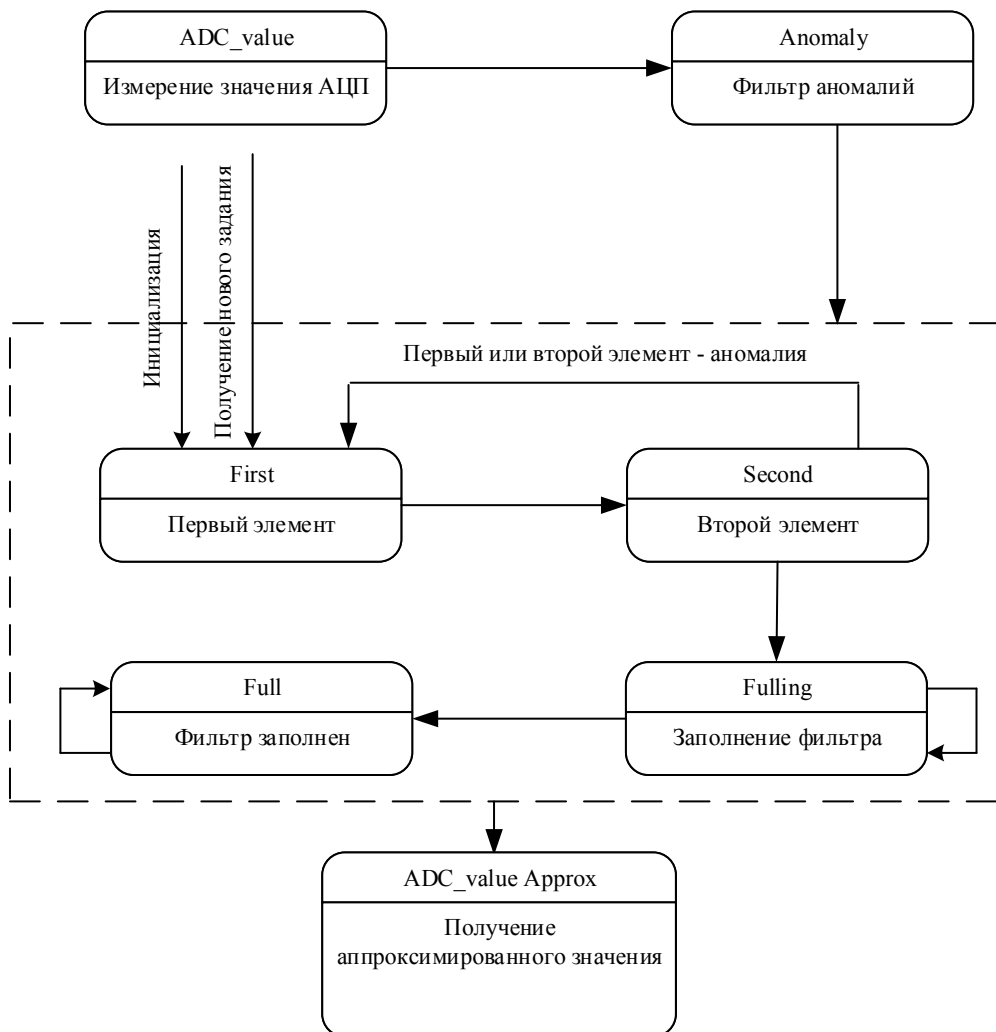 ADC_value
Измерение значения АЦП
Anomaly
Фильтр аномалий
Инициализация
Получение нового задания
Первый или второй элемент - аномалия
First
Первый элемент
Second
Второй элемент
Full
Фильтр заполнен
Fulling
Заполнение фильтра
ADC_value Approx
Получение
аппроксимированного значения